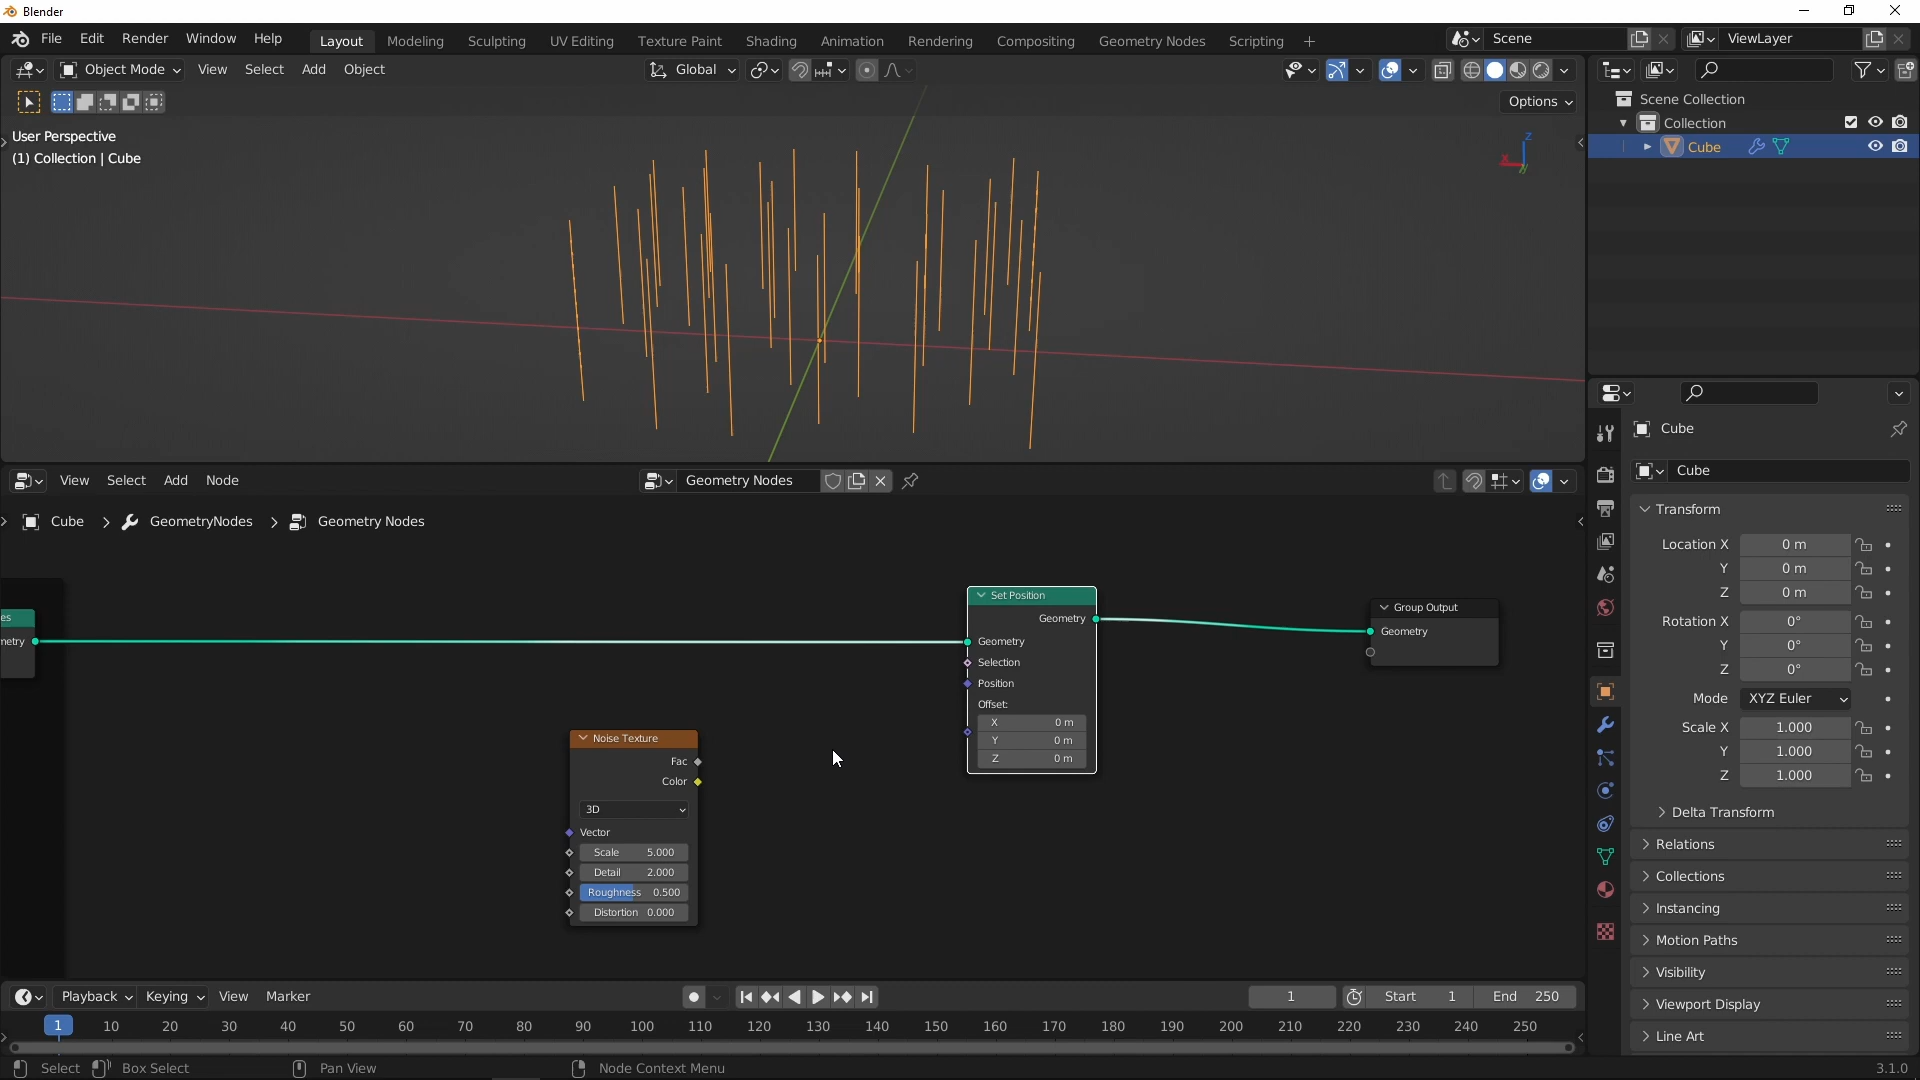 Blender
File Edit Render Window Help Layout Modeling Sculpting UV Editing Texture Paint Shading Animation Rendering Compositing Geometry Nodes Scripting + Scene ViewLayer
Object Mode View Select Add Object Global
Options
User Perspective
(1) Collection | Cube
Z
X
Y
Scene Collection
Collection
Cube
View Select Add Node Geometry Nodes
Cube > GeometryNodes > Geometry Nodes
es
metry
Set Position
Geometry
Geometry
Selection
Position
Offset:
X 0 m
Y 0 m
Z 0 m
Group Output
Geometry
Noise Texture
Fac
Color
3D
Vector
Scale 5.000
Detail 2.000
Roughness 0.500
Distortion 0.000
Cube
Cube
Transform
Location X 0 m
Y 0 m
Z 0 m
Rotation X 0°
Y 0°
Z 0°
Mode XYZ Euler
Scale X 1.000
Y 1.000
Z 1.000
Delta Transform
Relations
Collections
Instancing
Motion Paths
Visibility
Viewport Display
Line Art
Playback Keying View Marker 1 Start 1 End 250
1 10 20 30 40 50 60 70 80 90 100 110 120 130 140 150 160 170 180 190 200 210 220 230 240 250
Select Box Select Pan View Node Context Menu 3.1.0